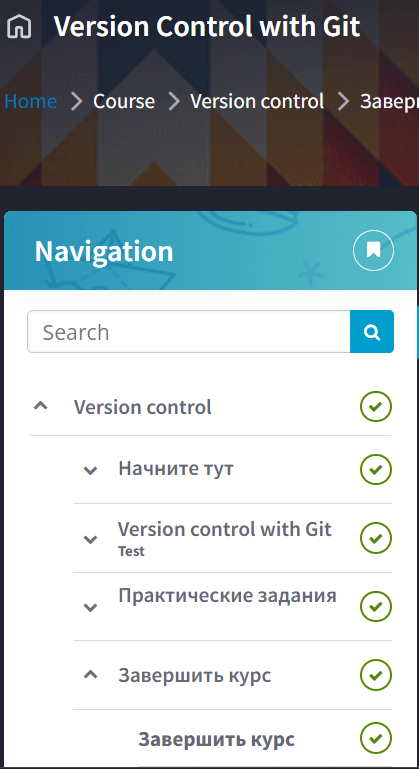 Version Control with Git
Home Course Version control
Navigation
Search
Version control
Начните тут
Version control with Git
Test
Практические задания
Завершить курс
Завершить курс